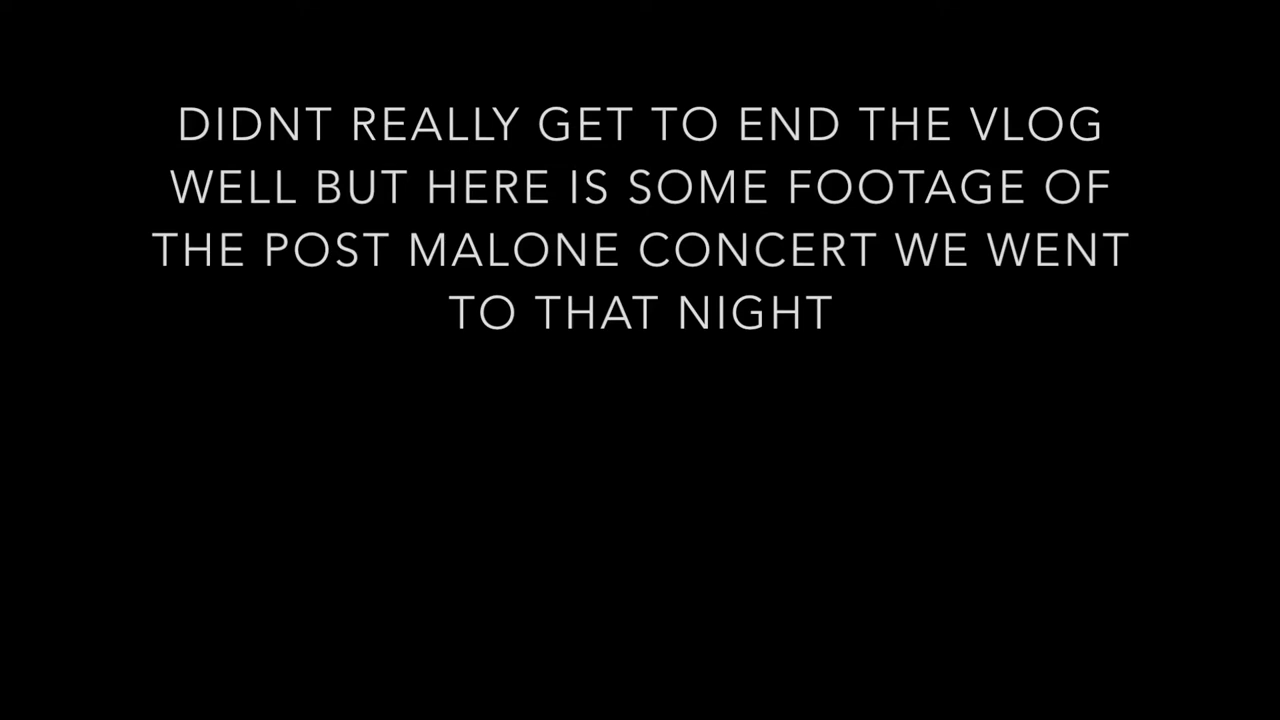 DIDNT REALLY GET TO END THE VLOG
WELL BUT HERE IS SOME FOOTAGE OF
THE POST MALONE CONCERT WE WENT
TO THAT NIGHT